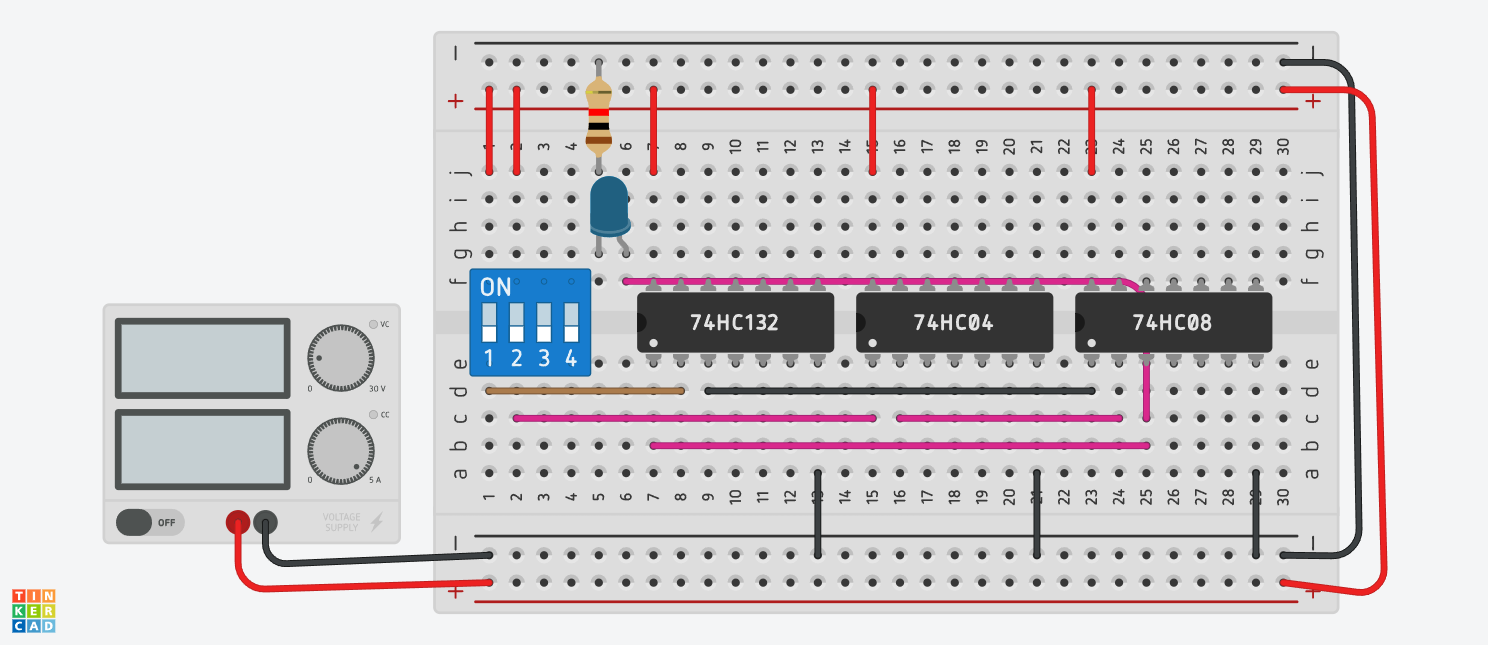 − −
+ +
1 2 3 4 6 7 8 9 10 11 12 13 14 15 16 17 18 19 20 21 22 23 24 25 26 27 28 29 30
j j
i i
h h
g g
f f
ON
1 2 3 4
74HC132 74HC04 74HC08
e e
d d
c c
b b
a a
1 2 3 4 5 6 7 8 9 10 11 12 13 14 15 16 17 18 19 20 21 22 23 24 25 26 27 28 29 30
− −
+ +
VC
0 30 V
CC
0 5 A
OFF
VOLTAGE
SUPPLY
TIN
KER
CAD